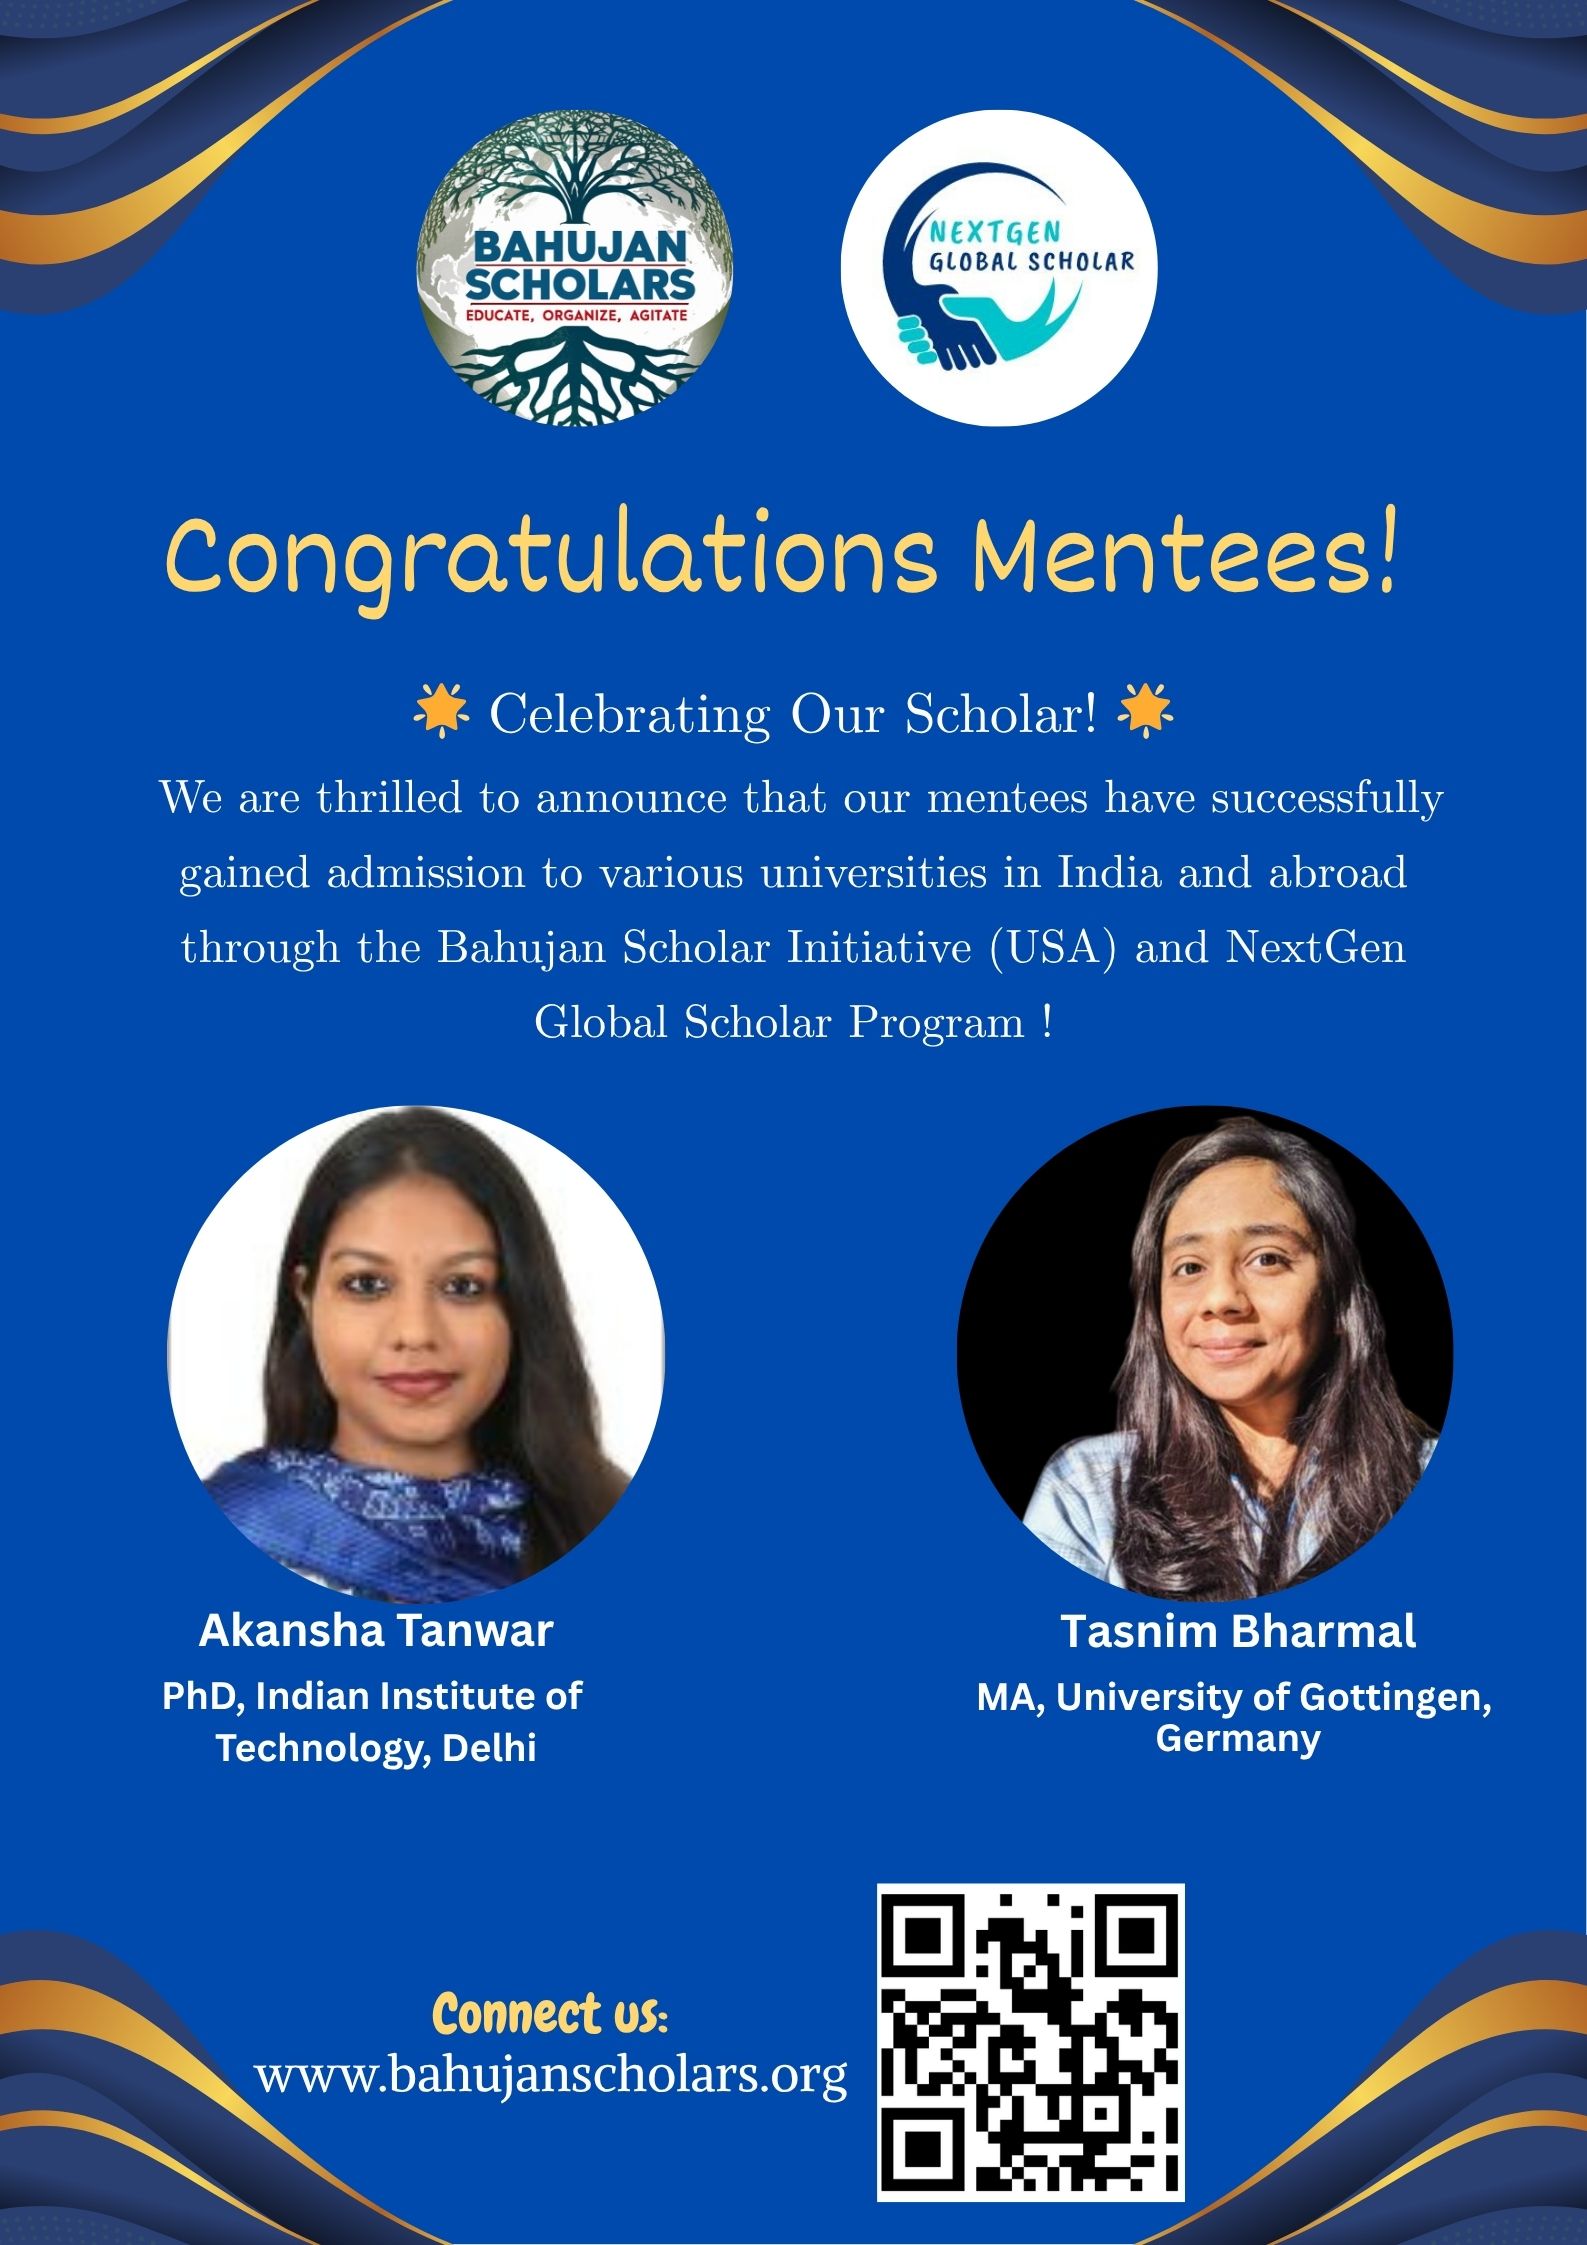 BAHUJAN
SCHOLARS
EDUCATE, ORGANIZE, AGITATE
NEXTGEN
GLOBAL SCHOLAR
Congratulations Mentees!
🌟 Celebrating Our Scholar! 🌟
We are thrilled to announce that our mentees have successfully
gained admission to various universities in India and abroad
through the Bahujan Scholar Initiative (USA) and NextGen
Global Scholar Program !
Akansha Tanwar
PhD, Indian Institute of
Technology, Delhi
Tasnim Bharmal
MA, University of Gottingen,
Germany
Connect us:
www.bahujanscholars.org